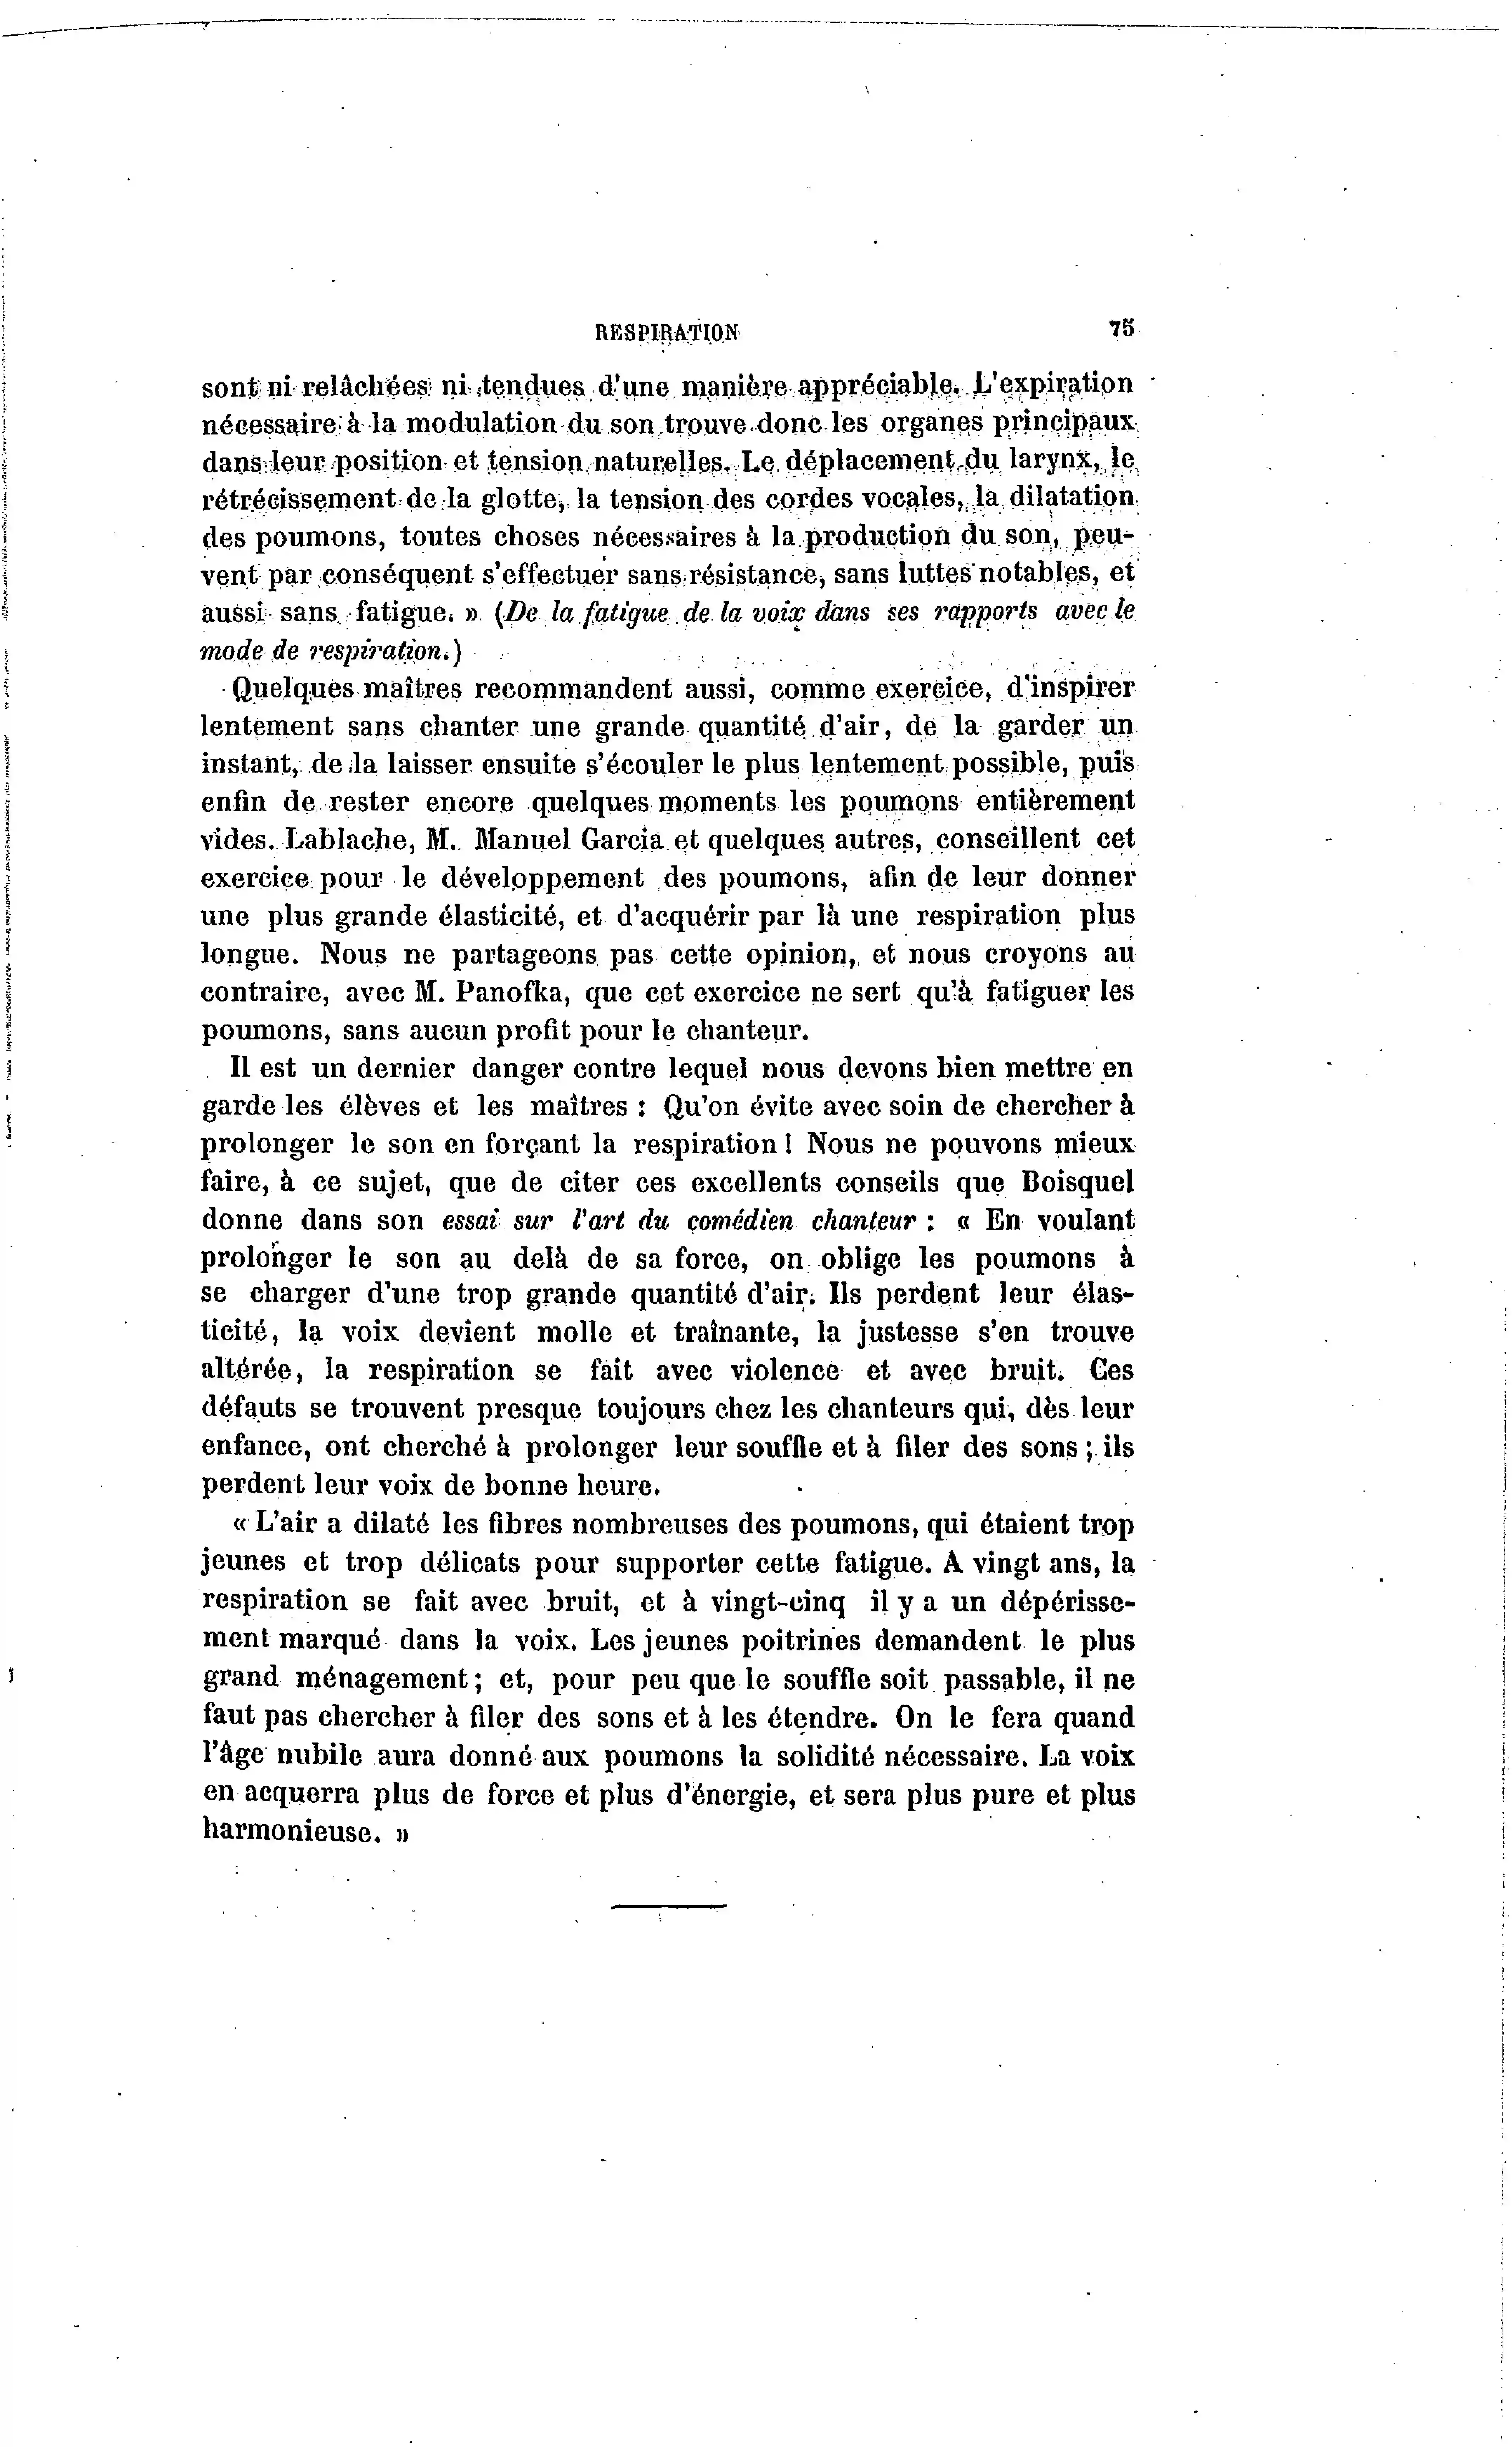 RESPIRATION 75
sont ni relâchées ni tendues d'une manière appréciable. L'expiration
nécessaire à la modulation du son trouve donc les organes principaux
dans leur position et tension naturelles. Le déplacement du larynx, le
rétrécissement de la glotte, la tension des cordes vocales, la dilatation
des poumons, toutes choses nécessaires à la production du son, peu-
vent par conséquent s'effectuer sans résistance, sans luttes notables, et
aussi sans fatigue. » (De la fatigue de la voix dans ses rapports avec le
mode de respiration.)
Quelques maîtres recommandent aussi, comme exercice, d'inspirer
lentement sans chanter une grande quantité d'air, de la garder un
instant, de la laisser ensuite s'écouler le plus lentement possible, puis
enfin de rester encore quelques moments les poumons entièrement
vides. Lablache, M. Manuel Garcia et quelques autres, conseillent cet
exercice pour le développement des poumons, afin de leur donner
une plus grande élasticité, et d'acquérir par là une respiration plus
longue. Nous ne partageons pas cette opinion, et nous croyons au
contraire, avec M. Panofka, que cet exercice ne sert qu'à fatiguer les
poumons, sans aucun profit pour le chanteur.
Il est un dernier danger contre lequel nous devons bien mettre en
garde les élèves et les maîtres : Qu'on évite avec soin de chercher à
prolonger le son en forçant la respiration ! Nous ne pouvons mieux
faire, à ce sujet, que de citer ces excellents conseils que Boisquel
donne dans son essai sur l'art du comédien chanteur : « En voulant
prolonger le son au delà de sa force, on oblige les poumons à
se charger d'une trop grande quantité d'air. Ils perdent leur élas-
ticité, la voix devient molle et traînante, la justesse s'en trouve
altérée, la respiration se fait avec violence et avec bruit. Ces
défauts se trouvent presque toujours chez les chanteurs qui, dès leur
enfance, ont cherché à prolonger leur souffle et à filer des sons ; ils
perdent leur voix de bonne heure.
« L'air a dilaté les fibres nombreuses des poumons, qui étaient trop
jeunes et trop délicats pour supporter cette fatigue. A vingt ans, la
respiration se fait avec bruit, et à vingt-cinq il y a un dépérisse-
ment marqué dans la voix. Les jeunes poitrines demandent le plus
grand ménagement ; et, pour peu que le souffle soit passable, il ne
faut pas chercher à filer des sons et à les étendre. On le fera quand
l'âge nubile aura donné aux poumons la solidité nécessaire. La voix
en acquerra plus de force et plus d'énergie, et sera plus pure et plus
harmonieuse. »